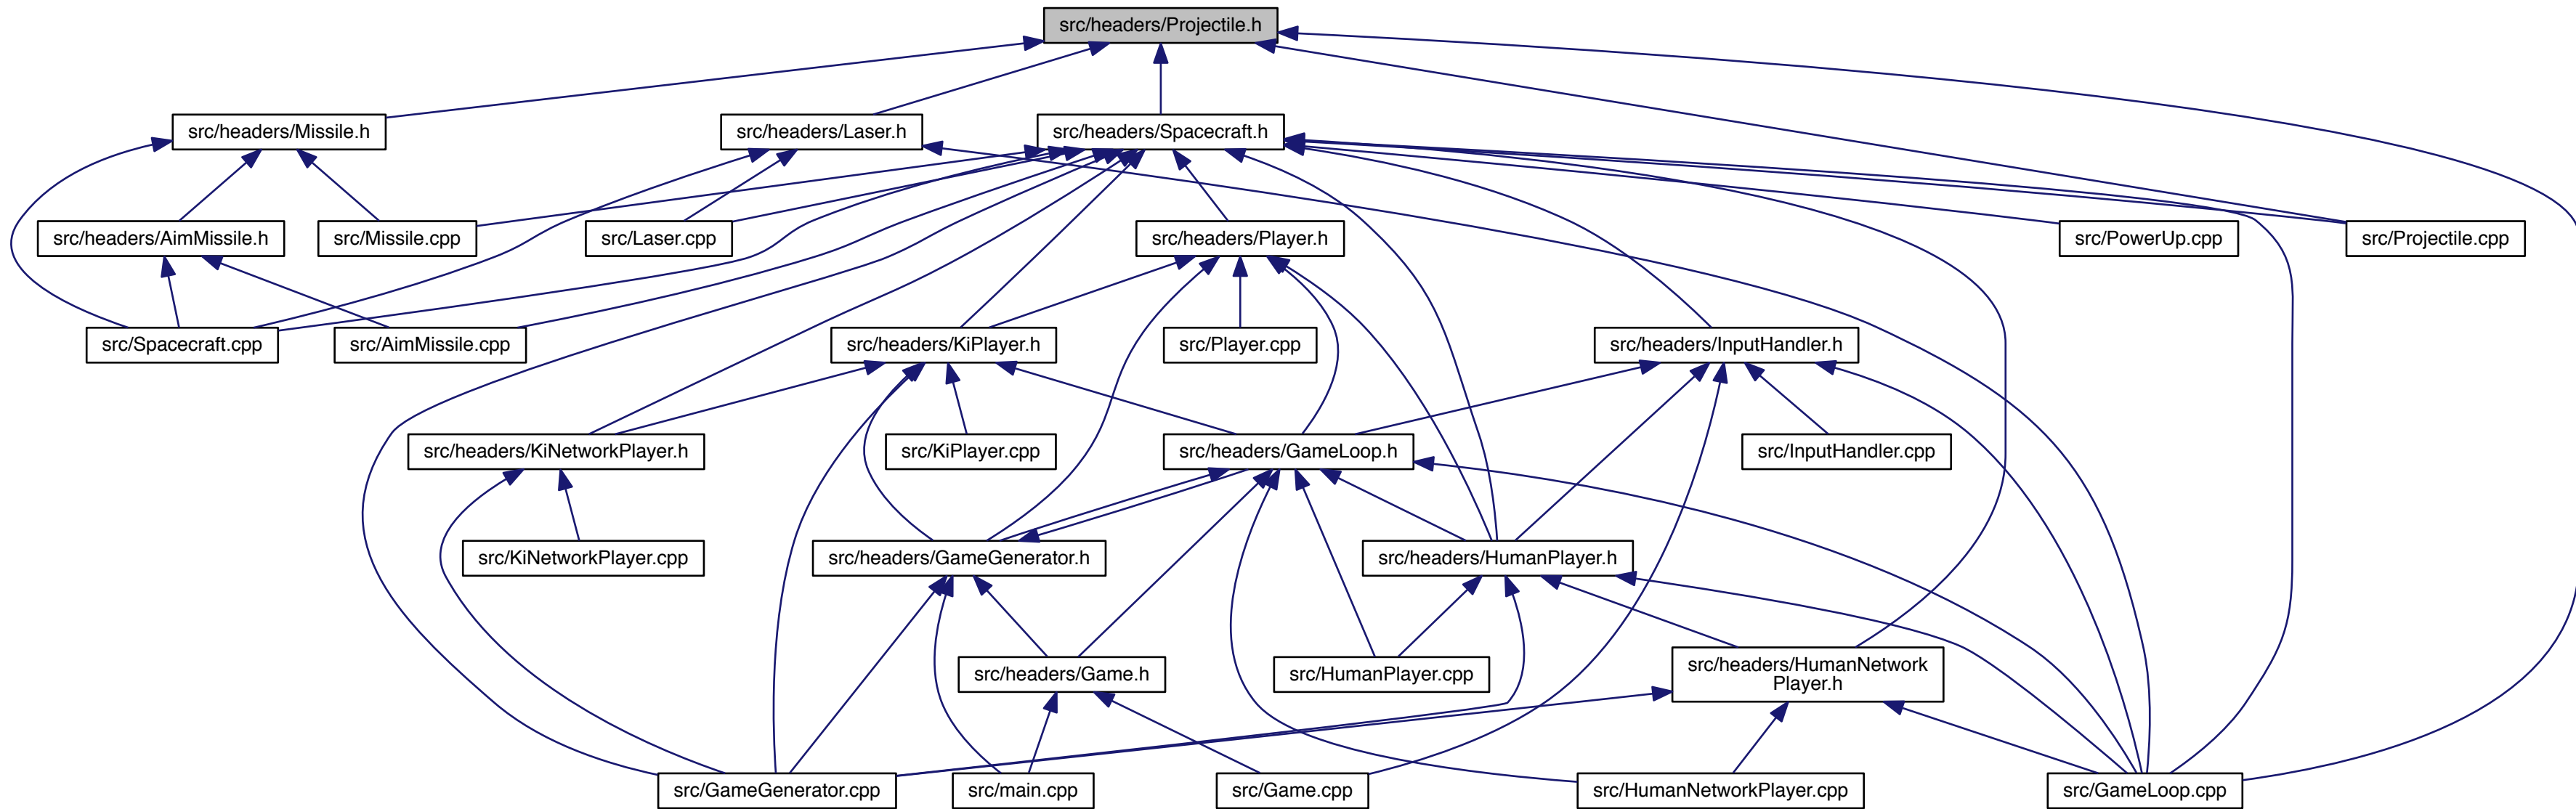 src/headers/Projectile.h
src/headers/Missile.h
src/headers/Laser.h
src/headers/Spacecraft.h
src/headers/AimMissile.h
src/Missile.cpp
src/Laser.cpp
src/headers/Player.h
src/PowerUp.cpp
src/Projectile.cpp
src/Spacecraft.cpp
src/AimMissile.cpp
src/headers/KiPlayer.h
src/Player.cpp
src/headers/InputHandler.h
src/headers/KiNetworkPlayer.h
src/KiPlayer.cpp
src/headers/GameLoop.h
src/InputHandler.cpp
src/KiNetworkPlayer.cpp
src/headers/GameGenerator.h
src/headers/HumanPlayer.h
src/headers/Game.h
src/HumanPlayer.cpp
src/headers/HumanNetwork
Player.h
src/GameGenerator.cpp
src/main.cpp
src/Game.cpp
src/HumanNetworkPlayer.cpp
src/GameLoop.cpp